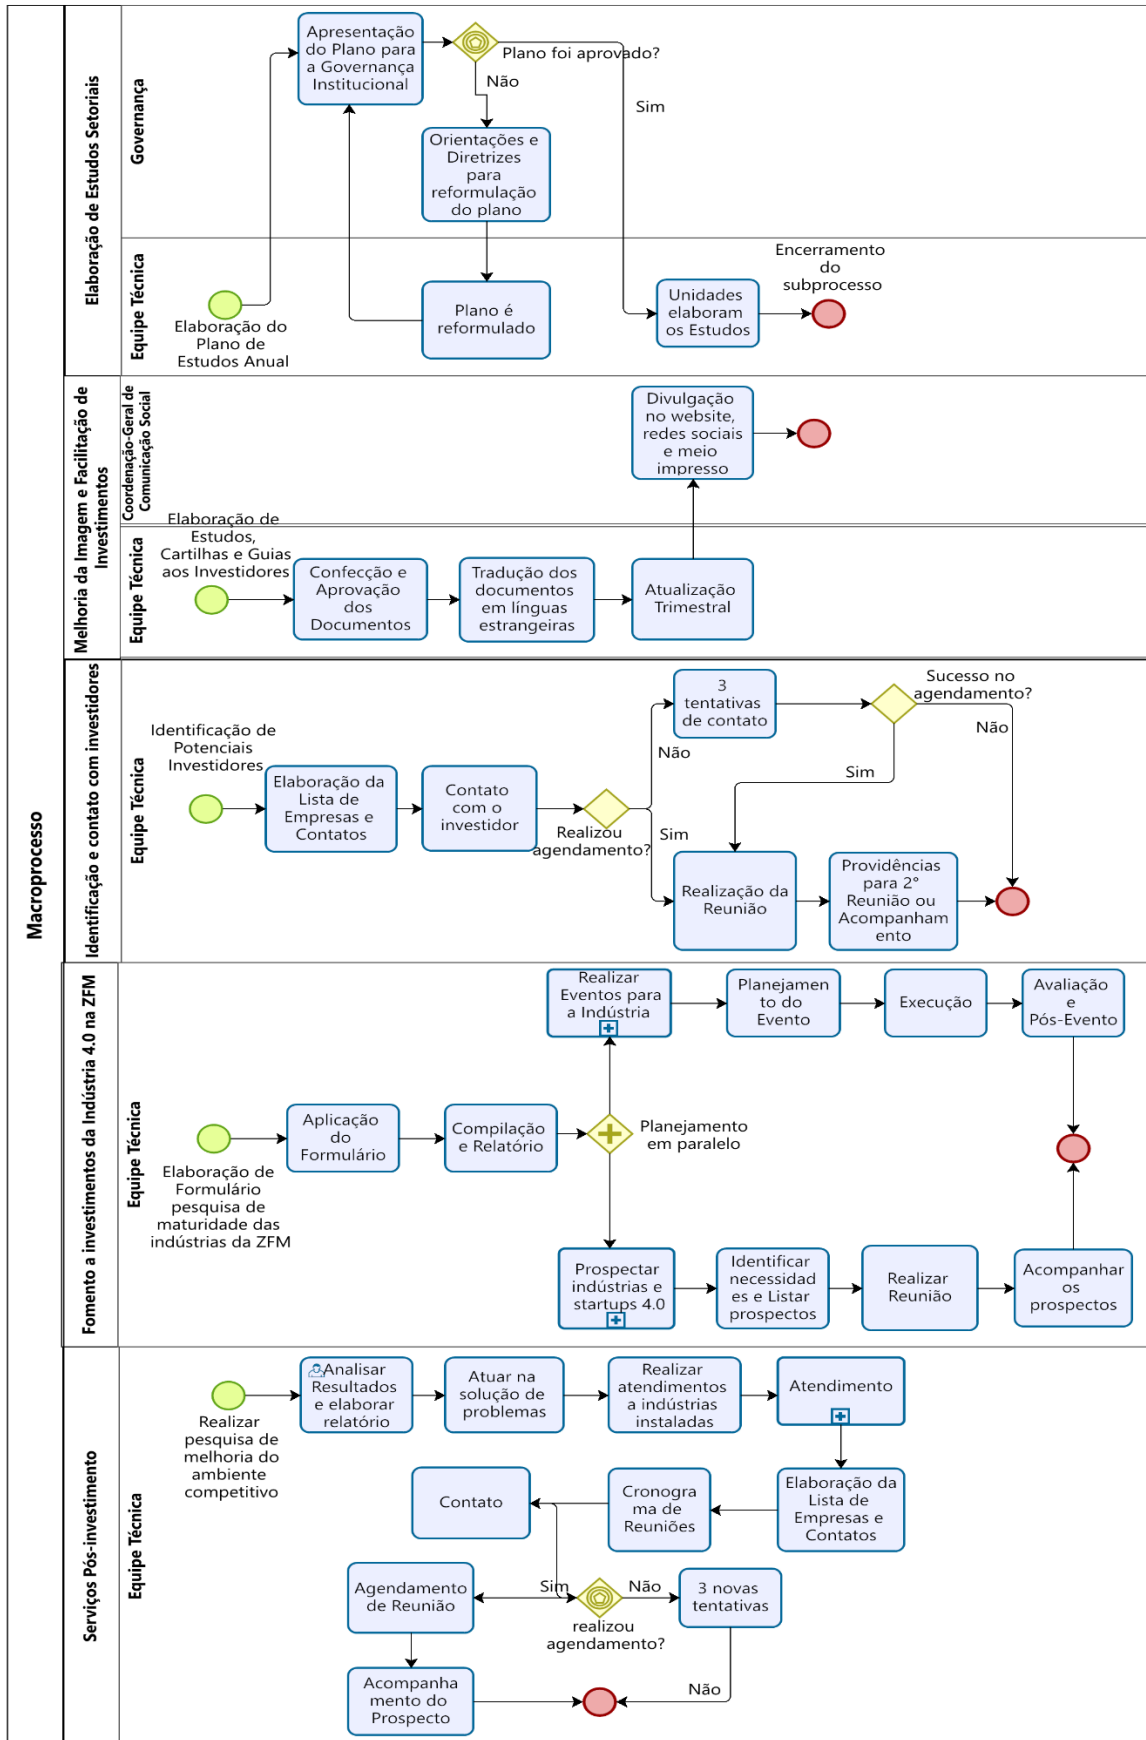 Macroprocesso
Elaboração de Estudos Setoriais
Governança
Apresentação
do Plano para
a Governança
Institucional
Plano foi aprovado?
Não
Sim
Orientações e
Diretrizes
para
reformulação
do plano
Equipe Técnica
Elaboração do
Plano de
Estudos Anual
Plano é
reformulado
Unidades
elaboram
os Estudos
Encerramento
do
subprocesso
Melhoria da Imagem e Facilitação de
Investimentos
Coordenação-Geral de
Comunicação Social
Divulgação
no website,
redes sociais
e meio
impresso
Equipe Técnica
Elaboração de
Estudos,
Cartilhas e Guias
aos Investidores
Confecção e
Aprovação
dos
Documentos
Tradução dos
documentos
em línguas
estrangeiras
Atualização
Trimestral
Identificação e contato com investidores
Equipe Técnica
Identificação de
Potenciais
Investidores
Elaboração da
Lista de
Empresas e
Contatos
Contato
com o
investidor
Realizou
agendamento?
Não
Sim
3
tentativas
de contato
Sucesso no
agendamento?
Não
Sim
Realização da
Reunião
Providências
para 2°
Reunião ou
Acompanham
ento
Fomento a investimentos da Indústria 4.0 na ZFM
Equipe Técnica
Elaboração de
Formulário
pesquisa de
maturidade das
indústrias da ZFM
Aplicação
do
Formulário
Compilação
e Relatório
Planejamento
em paralelo
Realizar
Eventos para
a Indústria
Planejamen
to do
Evento
Execução
Avaliação
e
Pós-Evento
Prospectar
indústrias e
startups 4.0
Identificar
necessidad
es e Listar
prospectos
Realizar
Reunião
Acompanhar
os
prospectos
Serviços Pós-investimento
Equipe Técnica
Realizar
pesquisa de
melhoria do
ambiente
competitivo
Analisar
Resultados
e elaborar
relatório
Atuar na
solução de
problemas
Realizar
atendimentos
a indústrias
instaladas
Atendimento
Elaboração da
Lista de
Empresas e
Contatos
Cronogra
ma de
Reuniões
Contato
Agendamento
de Reunião
Sim
Não
realizou
agendamento?
3 novas
tentativas
Não
Acompanha
mento do
Prospecto